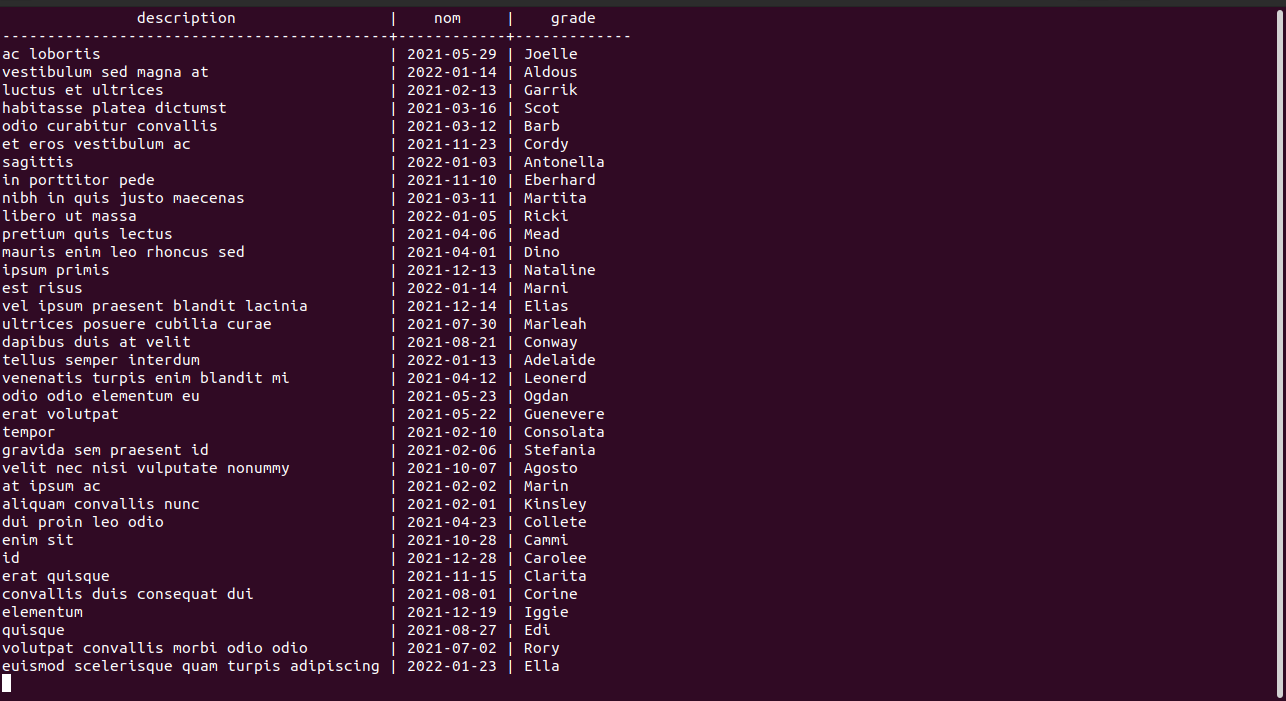 description | nom | grade
-------------------------------------------+------------+-------------
ac lobortis | 2021-05-29 | Joelle
vestibulum sed magna at | 2022-01-14 | Aldous
luctus et ultrices | 2021-02-13 | Garrik
habitasse platea dictumst | 2021-03-16 | Scot
odio curabitur convallis | 2021-03-12 | Barb
et eros vestibulum ac | 2021-11-23 | Cordy
sagittis | 2022-01-03 | Antonella
in porttitor pede | 2021-11-10 | Eberhard
nibh in quis justo maecenas | 2021-03-11 | Martita
libero ut massa | 2022-01-05 | Ricki
pretium quis lectus | 2021-04-06 | Mead
mauris enim leo rhoncus sed | 2021-04-01 | Dino
ipsum primis | 2021-12-13 | Nataline
est risus | 2022-01-14 | Marni
vel ipsum praesent blandit lacinia | 2021-12-14 | Elias
ultrices posuere cubilia curae | 2021-07-30 | Marleah
dapibus duis at velit | 2021-08-21 | Conway
tellus semper interdum | 2022-01-13 | Adelaide
venenatis turpis enim blandit mi | 2021-04-12 | Leonerd
odio odio elementum eu | 2021-05-23 | Ogdan
erat volutpat | 2021-05-22 | Guenevere
tempor | 2021-02-10 | Consolata
gravida sem praesent id | 2021-02-06 | Stefania
velit nec nisi vulputate nonummy | 2021-10-07 | Agosto
at ipsum ac | 2021-02-02 | Marin
aliquam convallis nunc | 2021-02-01 | Kinsley
dui proin leo odio | 2021-04-23 | Collete
enim sit | 2021-10-28 | Cammi
id | 2021-12-28 | Carolee
erat quisque | 2021-11-15 | Clarita
convallis duis consequat dui | 2021-08-01 | Corine
elementum | 2021-12-19 | Iggie
quisque | 2021-08-27 | Edi
volutpat convallis morbi odio odio | 2021-07-02 | Rory
euismod scelerisque quam turpis adipiscing | 2022-01-23 | Ella